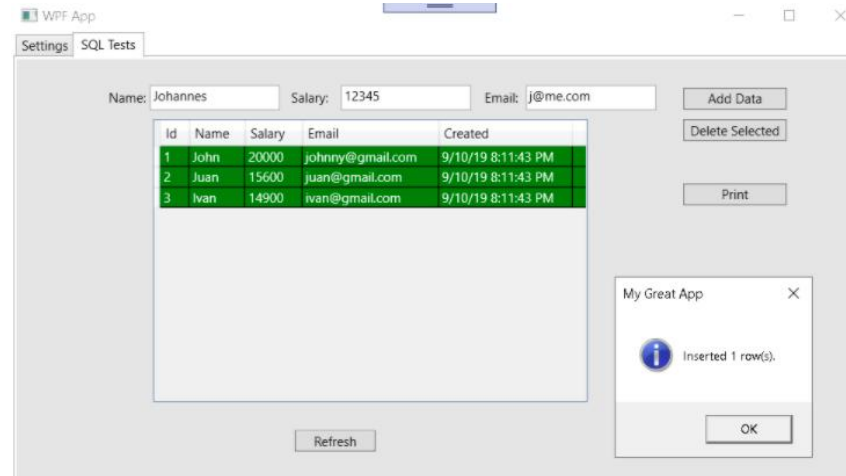 WPF App
Settings SQL Tests
Name: Johannes Salary: 12345 Email: j@me.com Add Data
Delete Selected
Id Name Salary Email Created
1 John 20000 johnny@gmail.com 9/10/19 8:11:43 PM
2 Juan 15600 juan@gmail.com 9/10/19 8:11:43 PM
3 Ivan 14900 ivan@gmail.com 9/10/19 8:11:43 PM
Print
My Great App
Inserted 1 row(s).
OK
Refresh